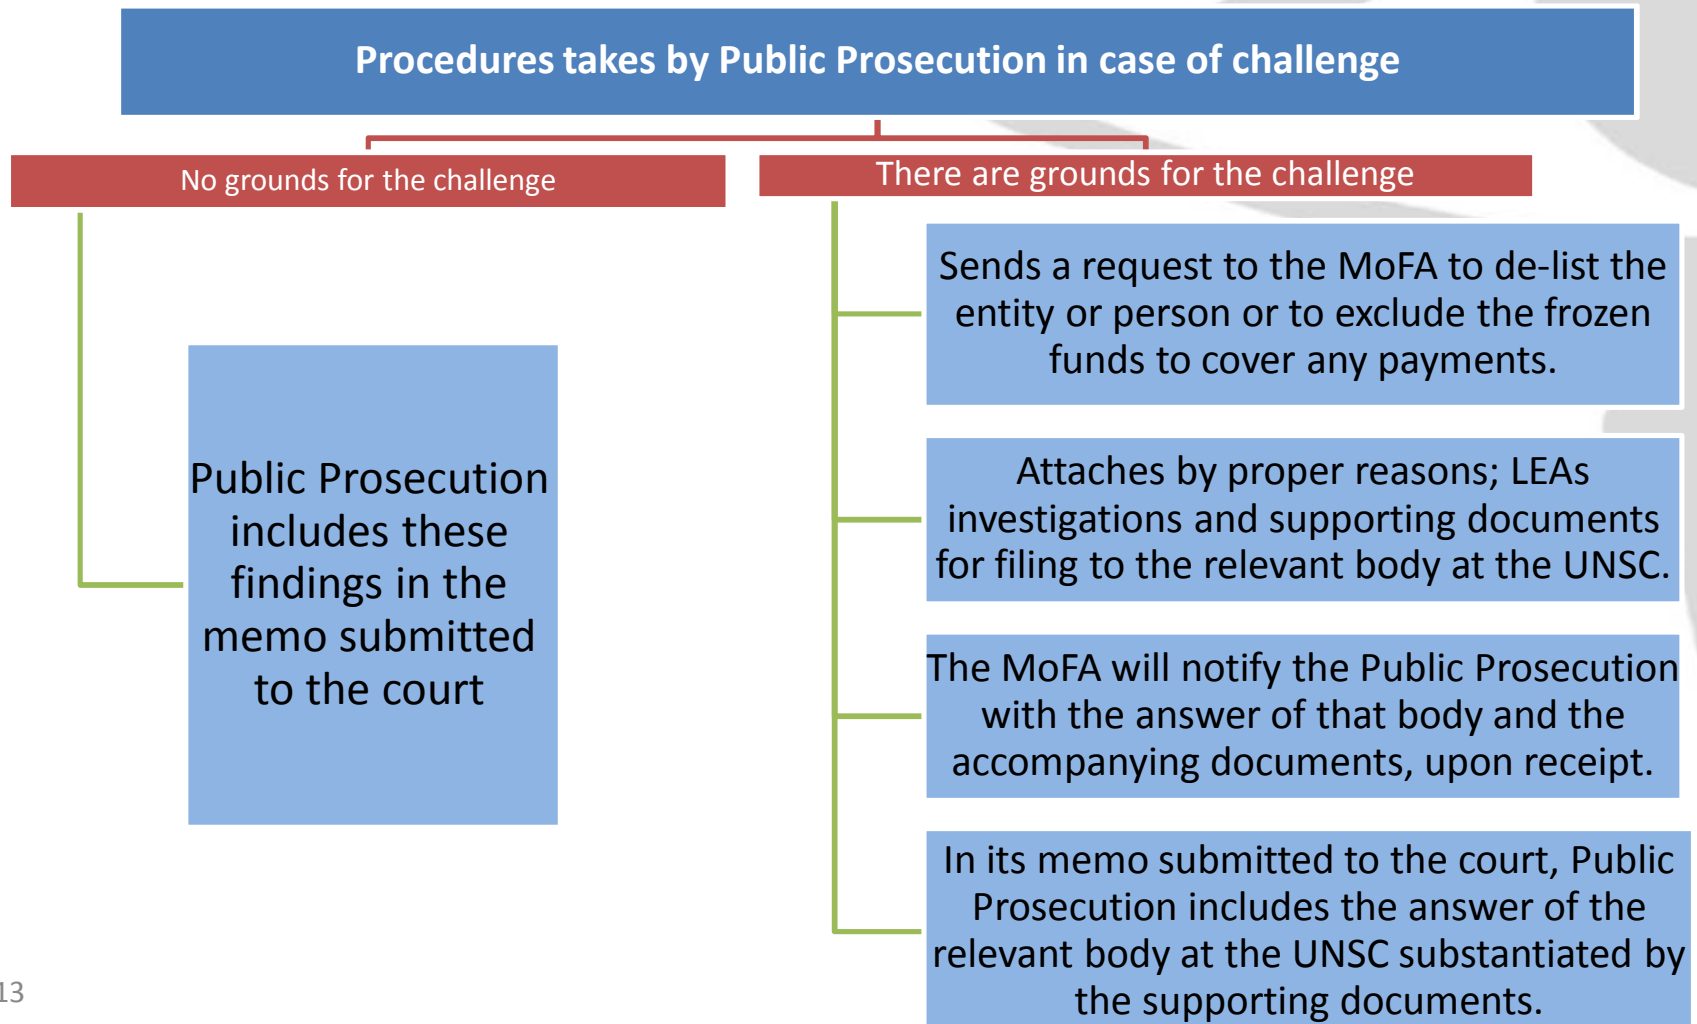 Procedures takes by Public Prosecution in case of challenge
No grounds for the challenge
Public Prosecution
includes these
findings in the
memo submitted
to the court
There are grounds for the challenge
Sends a request to the MoFA to de-list the
entity or person or to exclude the frozen
funds to cover any payments.
Attaches by proper reasons; LEAs
investigations and supporting documents
for filing to the relevant body at the UNSC.
The MoFA will notify the Public Prosecution
with the answer of that body and the
accompanying documents, upon receipt.
In its memo submitted to the court, Public
Prosecution includes the answer of the
relevant body at the UNSC substantiated by
the supporting documents.
13